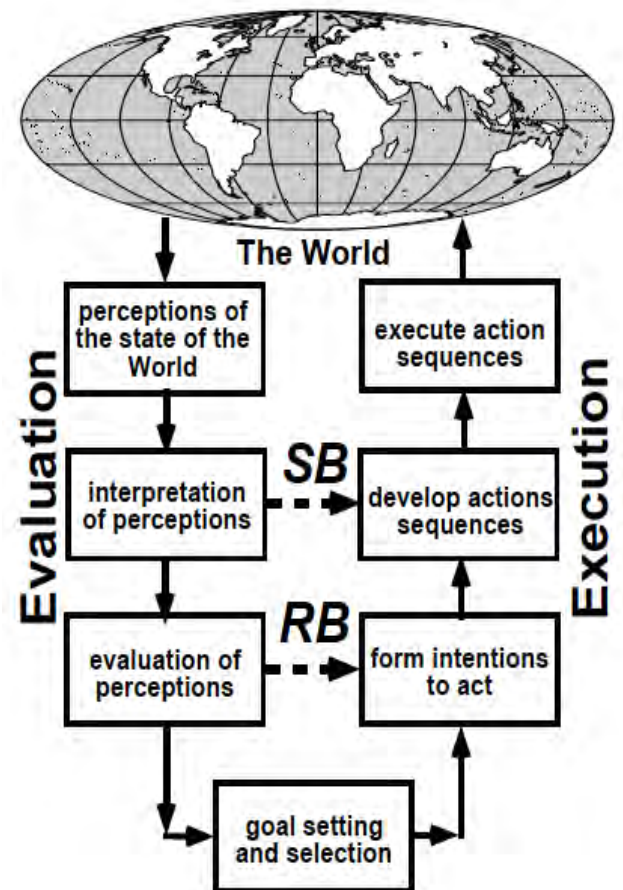 The World
perceptions of
the state of the
World
execute action
sequences
Evaluation
Execution
SB
interpretation
of perceptions
develop actions
sequences
RB
evaluation of
perceptions
form intentions
to act
goal setting
and selection